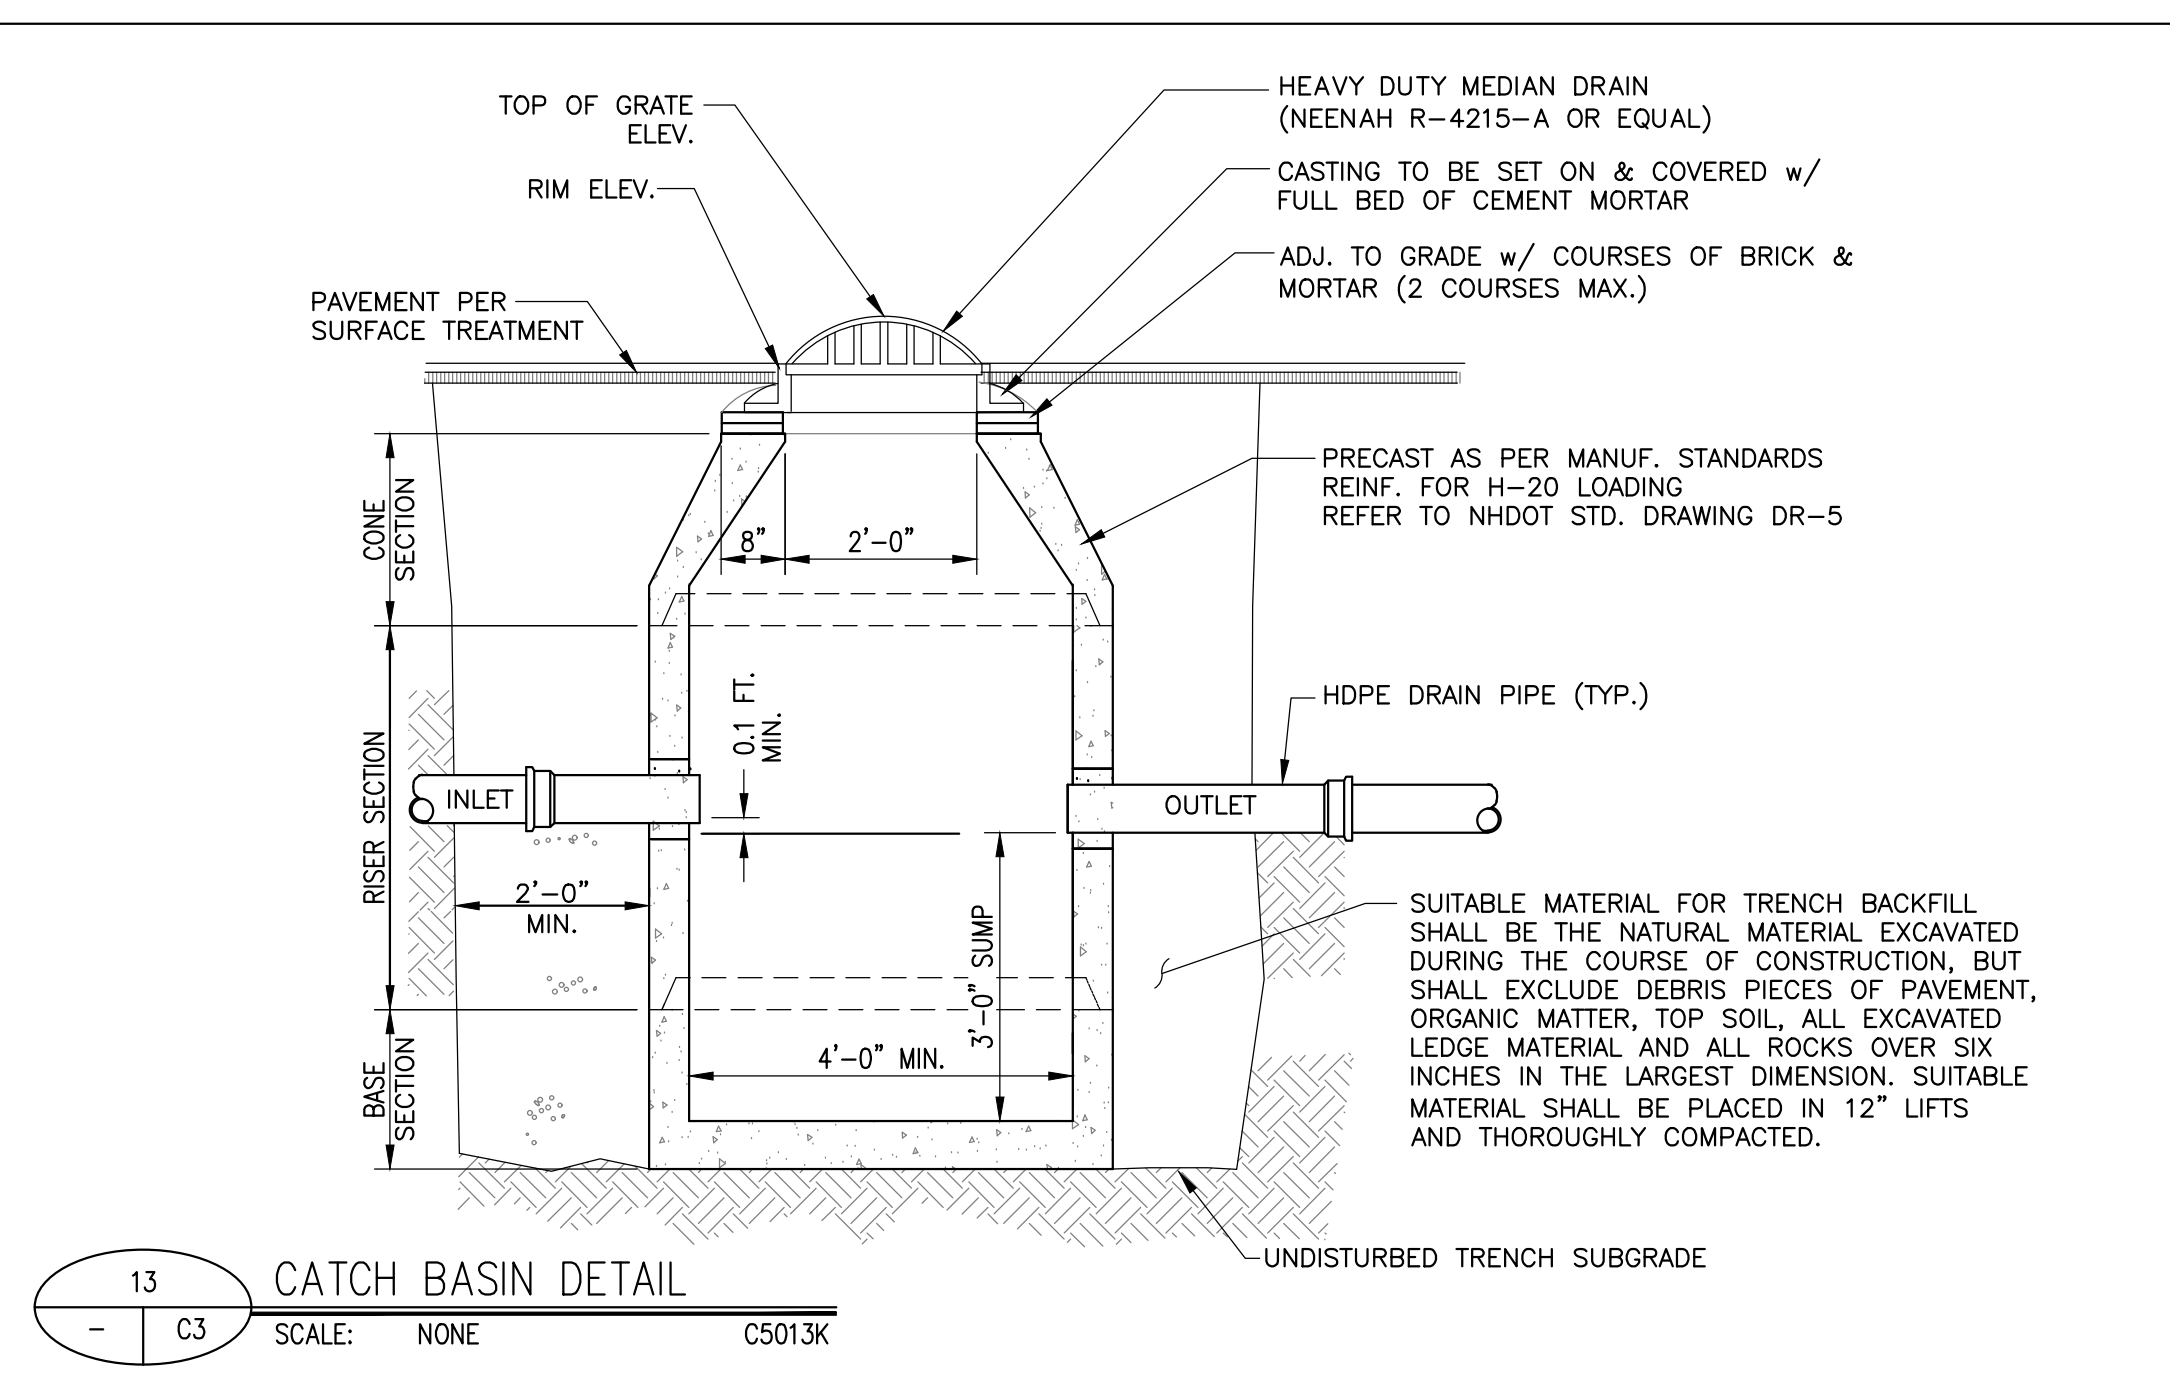 TOP OF GRATE
ELEV.
RIM ELEV.
PAVEMENT PER
SURFACE TREATMENT
HEAVY DUTY MEDIAN DRAIN
(NEENAH R-4215-A OR EQUAL)
CASTING TO BE SET ON & COVERED w/
FULL BED OF CEMENT MORTAR
ADJ. TO GRADE w/ COURSES OF BRICK &
MORTAR (2 COURSES MAX.)
CONE
SECTION
8"
2'-0"
PRECAST AS PER MANUF. STANDARDS
REINF. FOR H-20 LOADING
REFER TO NHDOT STD. DRAWING DR-5
RISER SECTION
0.1 FT.
MIN.
HDPE DRAIN PIPE (TYP.)
INLET
OUTLET
2'-0"
MIN.
3'-0" SUMP
4'-0" MIN.
BASE
SECTION
SUITABLE MATERIAL FOR TRENCH BACKFILL
SHALL BE THE NATURAL MATERIAL EXCAVATED
DURING THE COURSE OF CONSTRUCTION, BUT
SHALL EXCLUDE DEBRIS PIECES OF PAVEMENT,
ORGANIC MATTER, TOP SOIL, ALL EXCAVATED
LEDGE MATERIAL AND ALL ROCKS OVER SIX
INCHES IN THE LARGEST DIMENSION. SUITABLE
MATERIAL SHALL BE PLACED IN 12" LIFTS
AND THOROUGHLY COMPACTED.
UNDISTURBED TRENCH SUBGRADE
13
- C3
CATCH BASIN DETAIL
SCALE: NONE C5013K